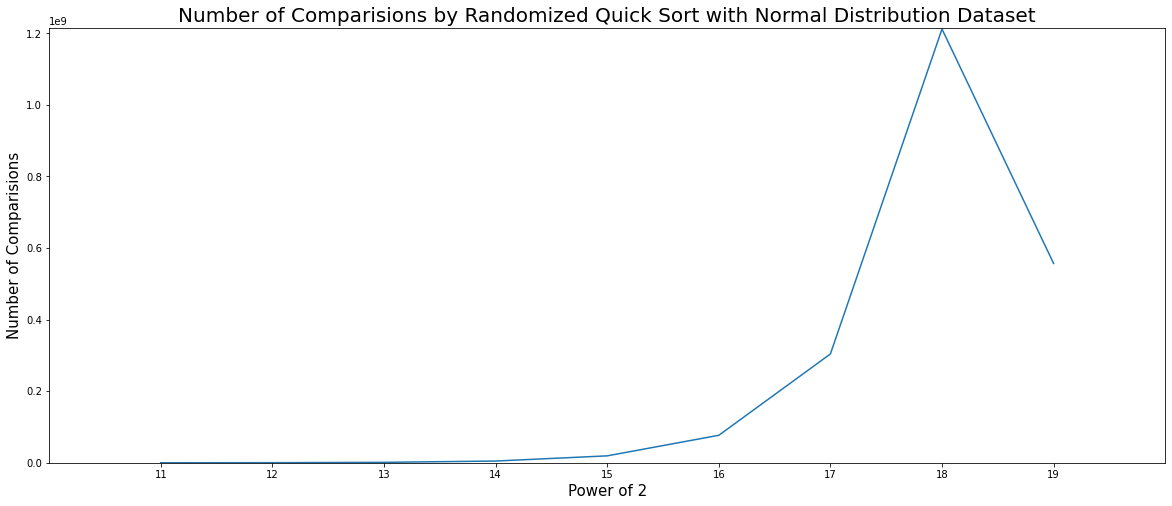 Number of Comparisions by Randomized Quick Sort with Normal Distribution Dataset
1e9
1.2
1.0
0.8
0.6
0.4
0.2
0.0
Number of Comparisions
11 12 13 14 15 16 17 18 19
Power of 2